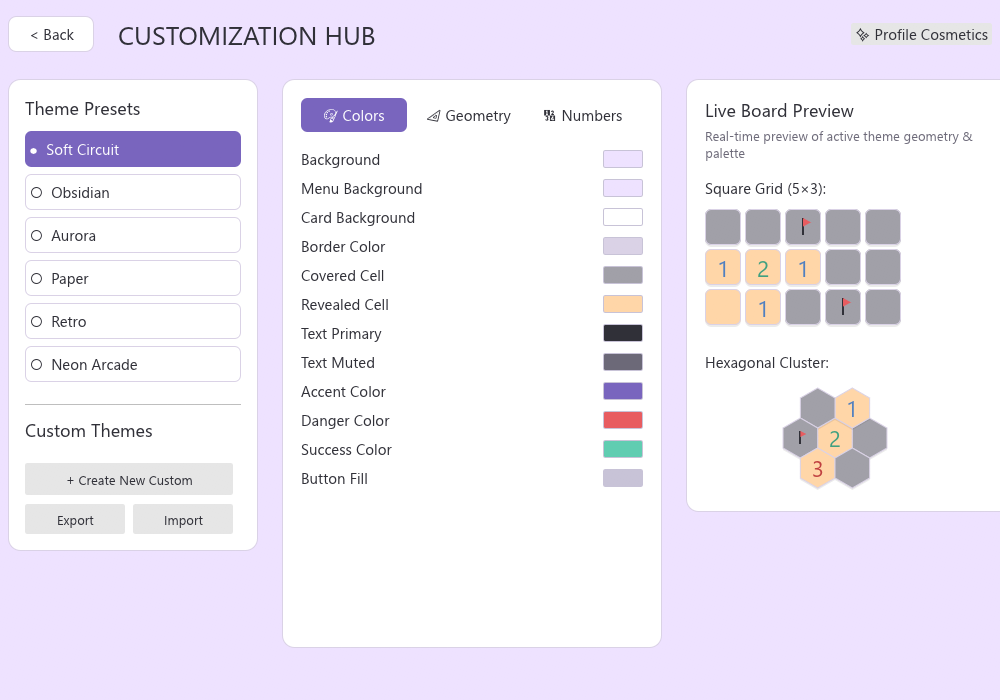 < Back
CUSTOMIZATION HUB
Profile Cosmetics
Theme Presets
Soft Circuit
Obsidian
Aurora
Paper
Retro
Neon Arcade
Custom Themes
+ Create New Custom
Export Import
Colors Geometry Numbers
Background
Menu Background
Card Background
Border Color
Covered Cell
Revealed Cell
Text Primary
Text Muted
Accent Color
Danger Color
Success Color
Button Fill
Live Board Preview
Real-time preview of active theme geometry &
palette
Square Grid (5×3):
1 2 1
1
Hexagonal Cluster:
1
2
3